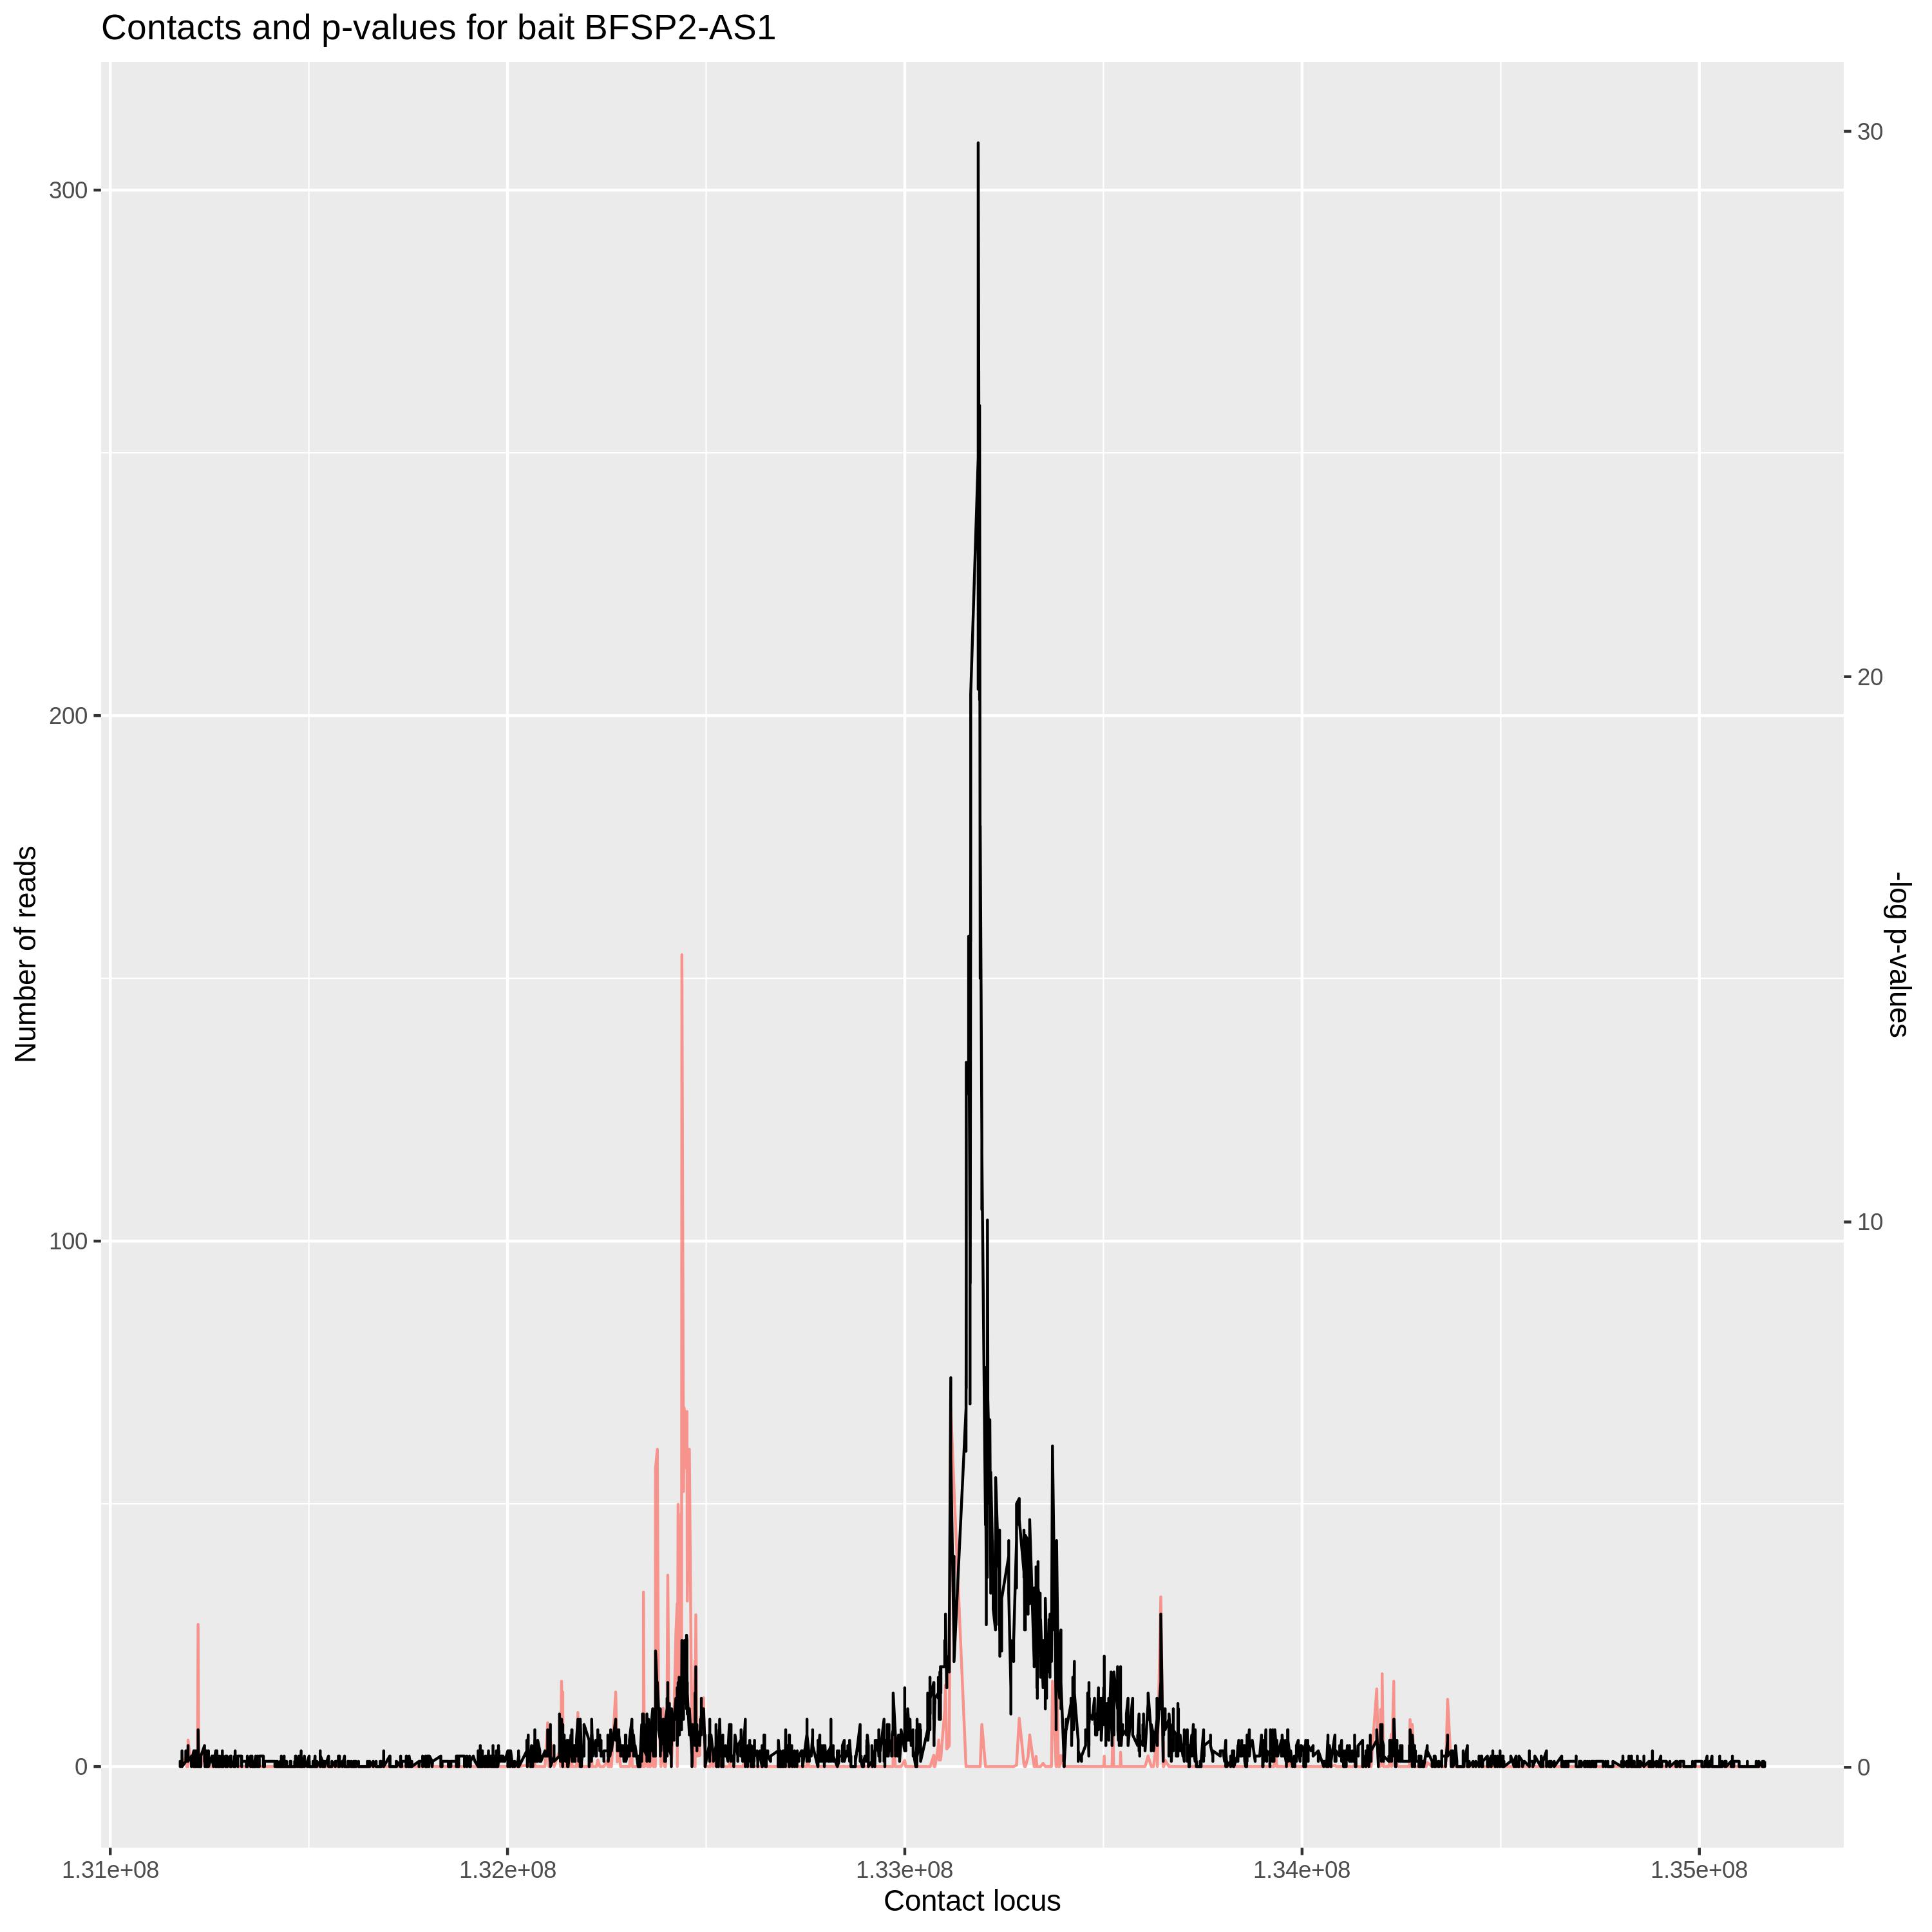 Contacts and p-values for bait BFSP2-AS1
30
300
20
200
Number of reads
-log p-values
10
100
0
0
1.31e+08
1.32e+08
1.33e+08
1.34e+08
1.35e+08
Contact locus